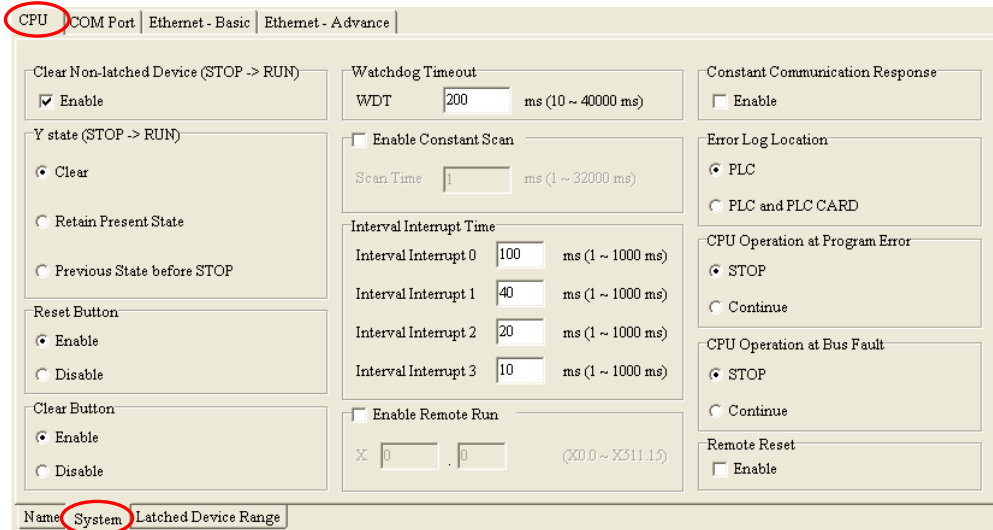 CPU COM Port Ethernet - Basic Ethernet - Advance
Clear Non-latched Device (STOP -> RUN)
Enable
Y state (STOP -> RUN)
Clear
Retain Present State
Previous State before STOP
Reset Button
Enable
Disable
Clear Button
Enable
Disable
Watchdog Timeout
WDT 200 ms (10 ~ 40000 ms)
Enable Constant Scan
Scan Time 1 ms (1 ~ 32000 ms)
Interval Interrupt Time
Interval Interrupt 0 100 ms (1 ~ 1000 ms)
Interval Interrupt 1 40 ms (1 ~ 1000 ms)
Interval Interrupt 2 20 ms (1 ~ 1000 ms)
Interval Interrupt 3 10 ms (1 ~ 1000 ms)
Enable Remote Run
X 0 . 0 (X0.0 ~ X511.15)
Constant Communication Response
Enable
Error Log Location
PLC
PLC and PLC CARD
CPU Operation at Program Error
STOP
Continue
CPU Operation at Bus Fault
STOP
Continue
Remote Reset
Enable
Name System Latched Device Range